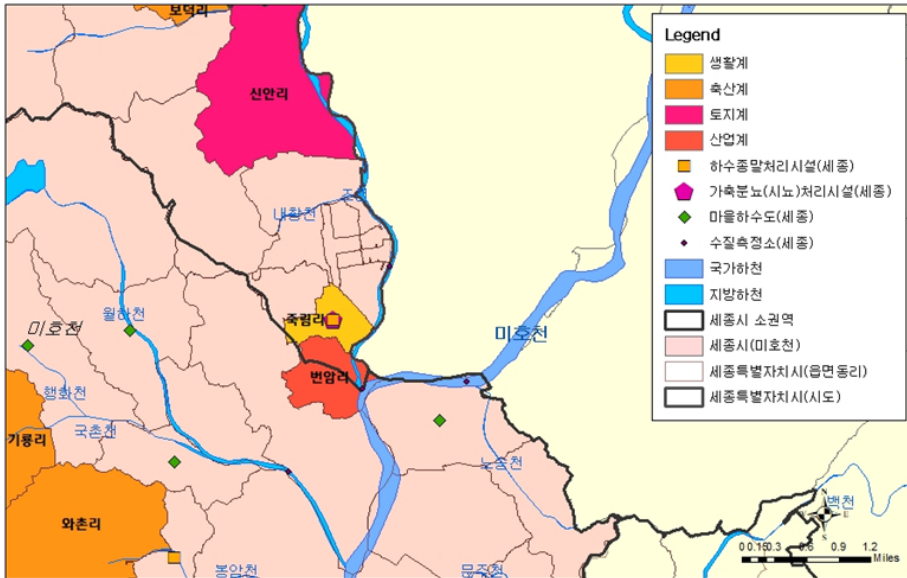 보덕리
신안리
조천
내창천
월하천
죽림리
미호천
미호천
번암리
행화천
기룡리
국촌천
노송천
와촌리
봉암천
백천
Legend
생활계
축산계
토지계
산업계
하수종말처리시설(세종)
가축분뇨(시뇨)처리시설(세종)
마을하수도(세종)
수질측정소(세종)
국가하천
지방하천
세종시 소권역
세종시(미호천)
세종특별자치시(읍면동리)
세종특별자치시(시도)
N
W
E
S
0 0.15 0.3 0.6 0.9 1.2
Miles